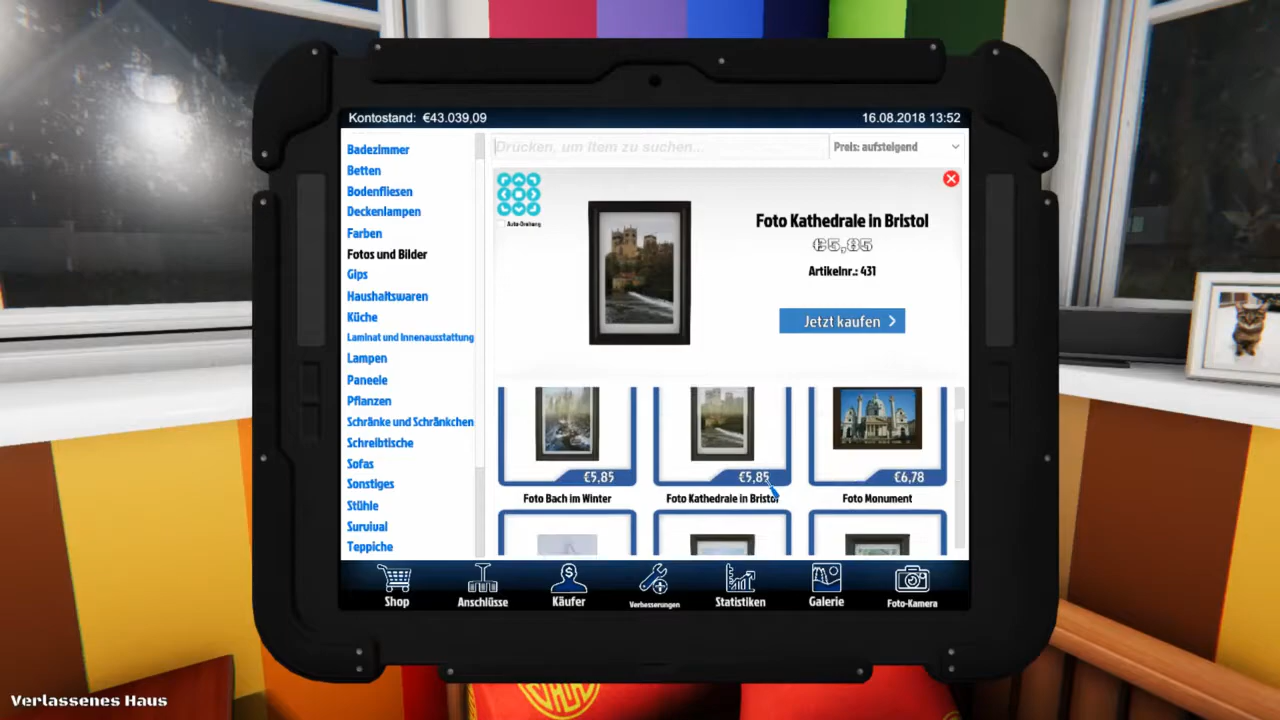 Kontostand: €43.039,09
16.08.2018 13:52
Badezimmer
Betten
Bodenfliesen
Deckenlampen
Farben
Fotos und Bilder
Gips
Haushaltswaren
Küche
Laminat und Innenausstattung
Lampen
Paneele
Pflanzen
Schränke und Schränkchen
Schreibtische
Sofas
Sonstiges
Stühle
Survival
Teppiche
Drücken, um Item zu suchen...
Preis: aufsteigend
Auto-Drehung
Foto Kathedrale in Bristol
€5,85
Artikelnr.: 431
Jetzt kaufen
€5,85
€5,85
€6,78
Foto Bach im Winter
Foto Kathedrale in Bristol
Foto Monument
Shop
Anschlüsse
Käufer
Verbesserungen
Statistiken
Galerie
Foto-Kamera
Verlassenes Haus